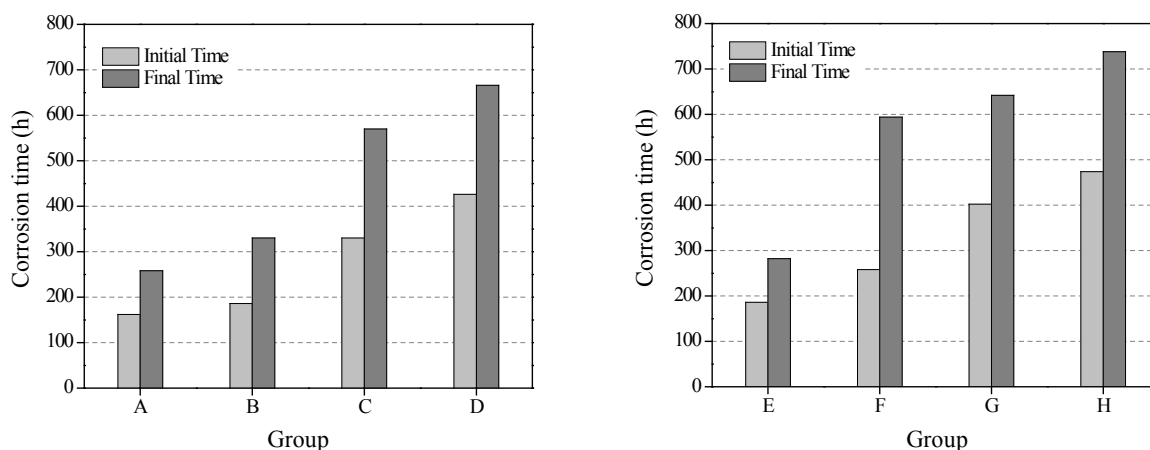 800
700
600
500
400
300
200
100
0
Corrosion time (h)
Initial Time
Final Time
A B C D
Group
800
700
600
500
400
300
200
100
0
Corrosion time (h)
Initial Time
Final Time
E F G H
Group